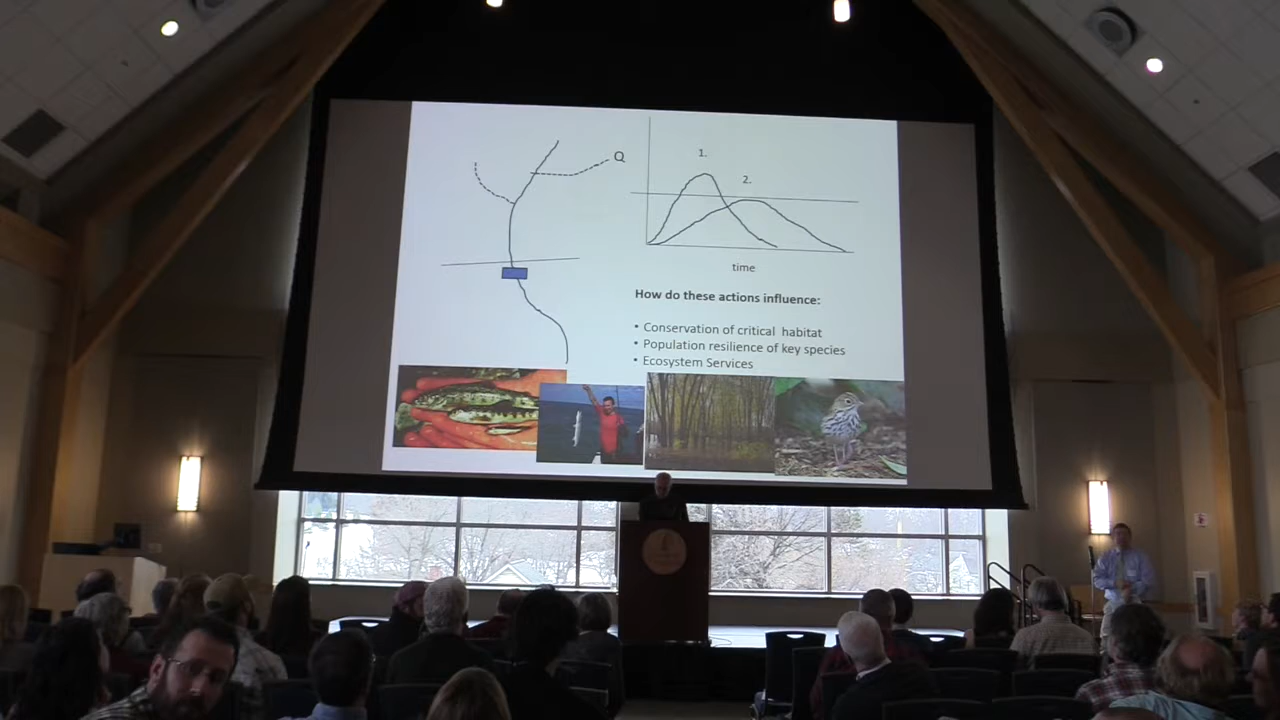 Q
1.
2.
time
How do these actions influence:
• Conservation of critical habitat
• Population resilience of key species
• Ecosystem Services